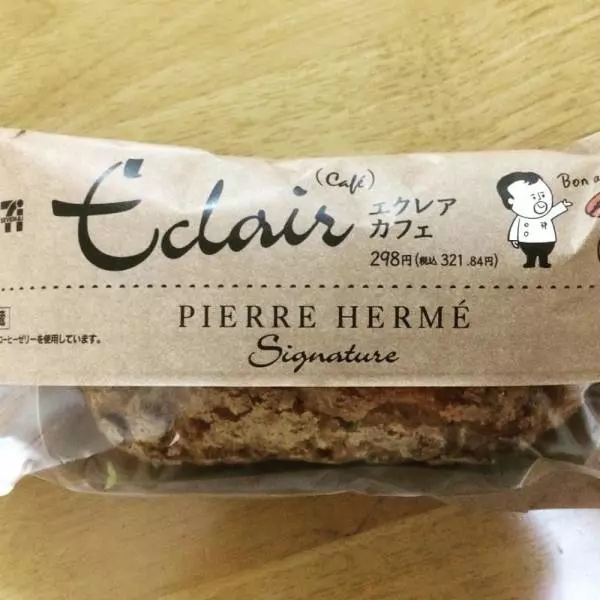 Eclair
(Café)
エクレア
カフェ
298円(税込 321.84円)
Bon a
PIERRE HERMÉ
Signature
コーヒーゼリーを使用しています。